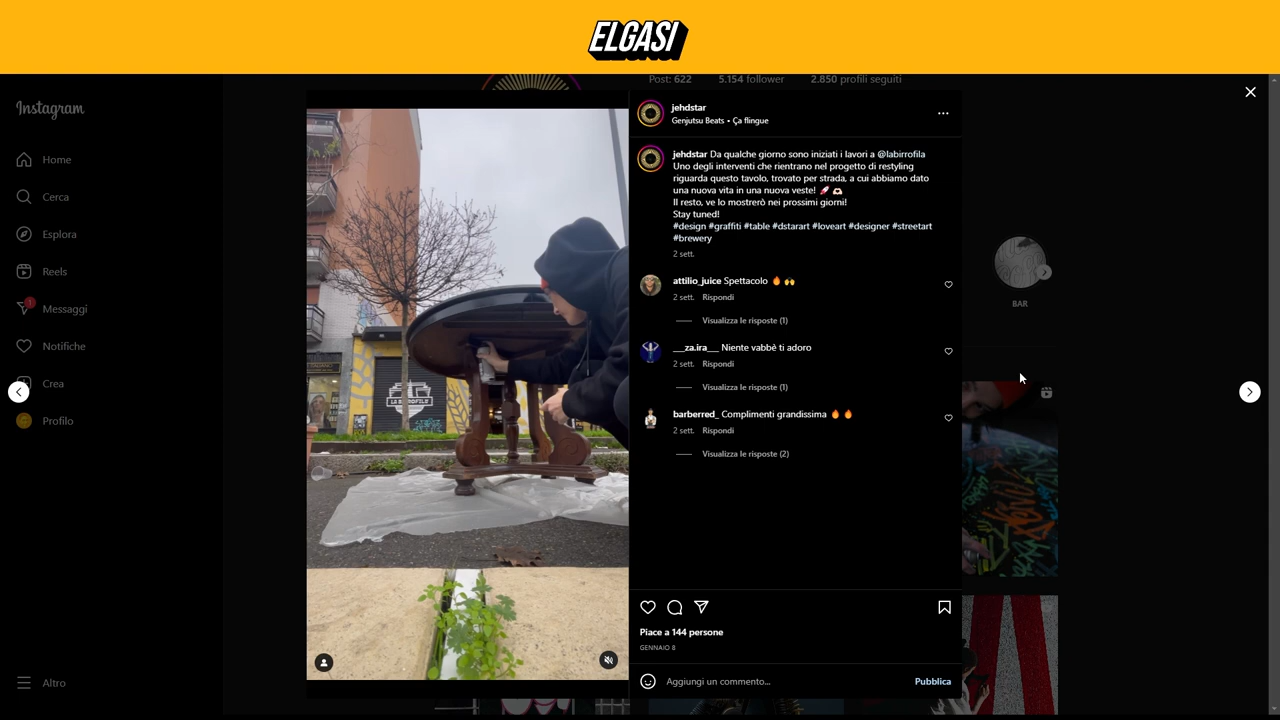 ELGASI
Post: 622 5.154 follower 2.850 profili seguiti
Instagram
Home
Cerca
Esplora
Reels
1
Messaggi
Notifiche
Crea
Profilo
Altro
jehdstar
Genjutsu Beats • Ça flingue
jehdstar Da qualche giorno sono iniziati i lavori a @labirrofila
Uno degli interventi che rientrano nel progetto di restyling
riguarda questo tavolo, trovato per strada, a cui abbiamo dato
una nuova vita in una nuova veste! 🚀 🫶🏻
Il resto, ve lo mostrerò nei prossimi giorni!
Stay tuned!
#design #graffiti #table #dstarart #loveart #designer #streetart
#brewery
2 sett.
attilio_juice Spettacolo 🔥 🙌
2 sett. Rispondi
Visualizza le risposte (1)
___za.ira___ Niente vabbè ti adoro
2 sett. Rispondi
Visualizza le risposte (1)
barberred_ Complimenti grandissima 🔥 🔥
2 sett. Rispondi
Visualizza le risposte (2)
Piace a 144 persone
GENNAIO 8
Aggiungi un commento... Pubblica
BAR
LA BIRROFILA